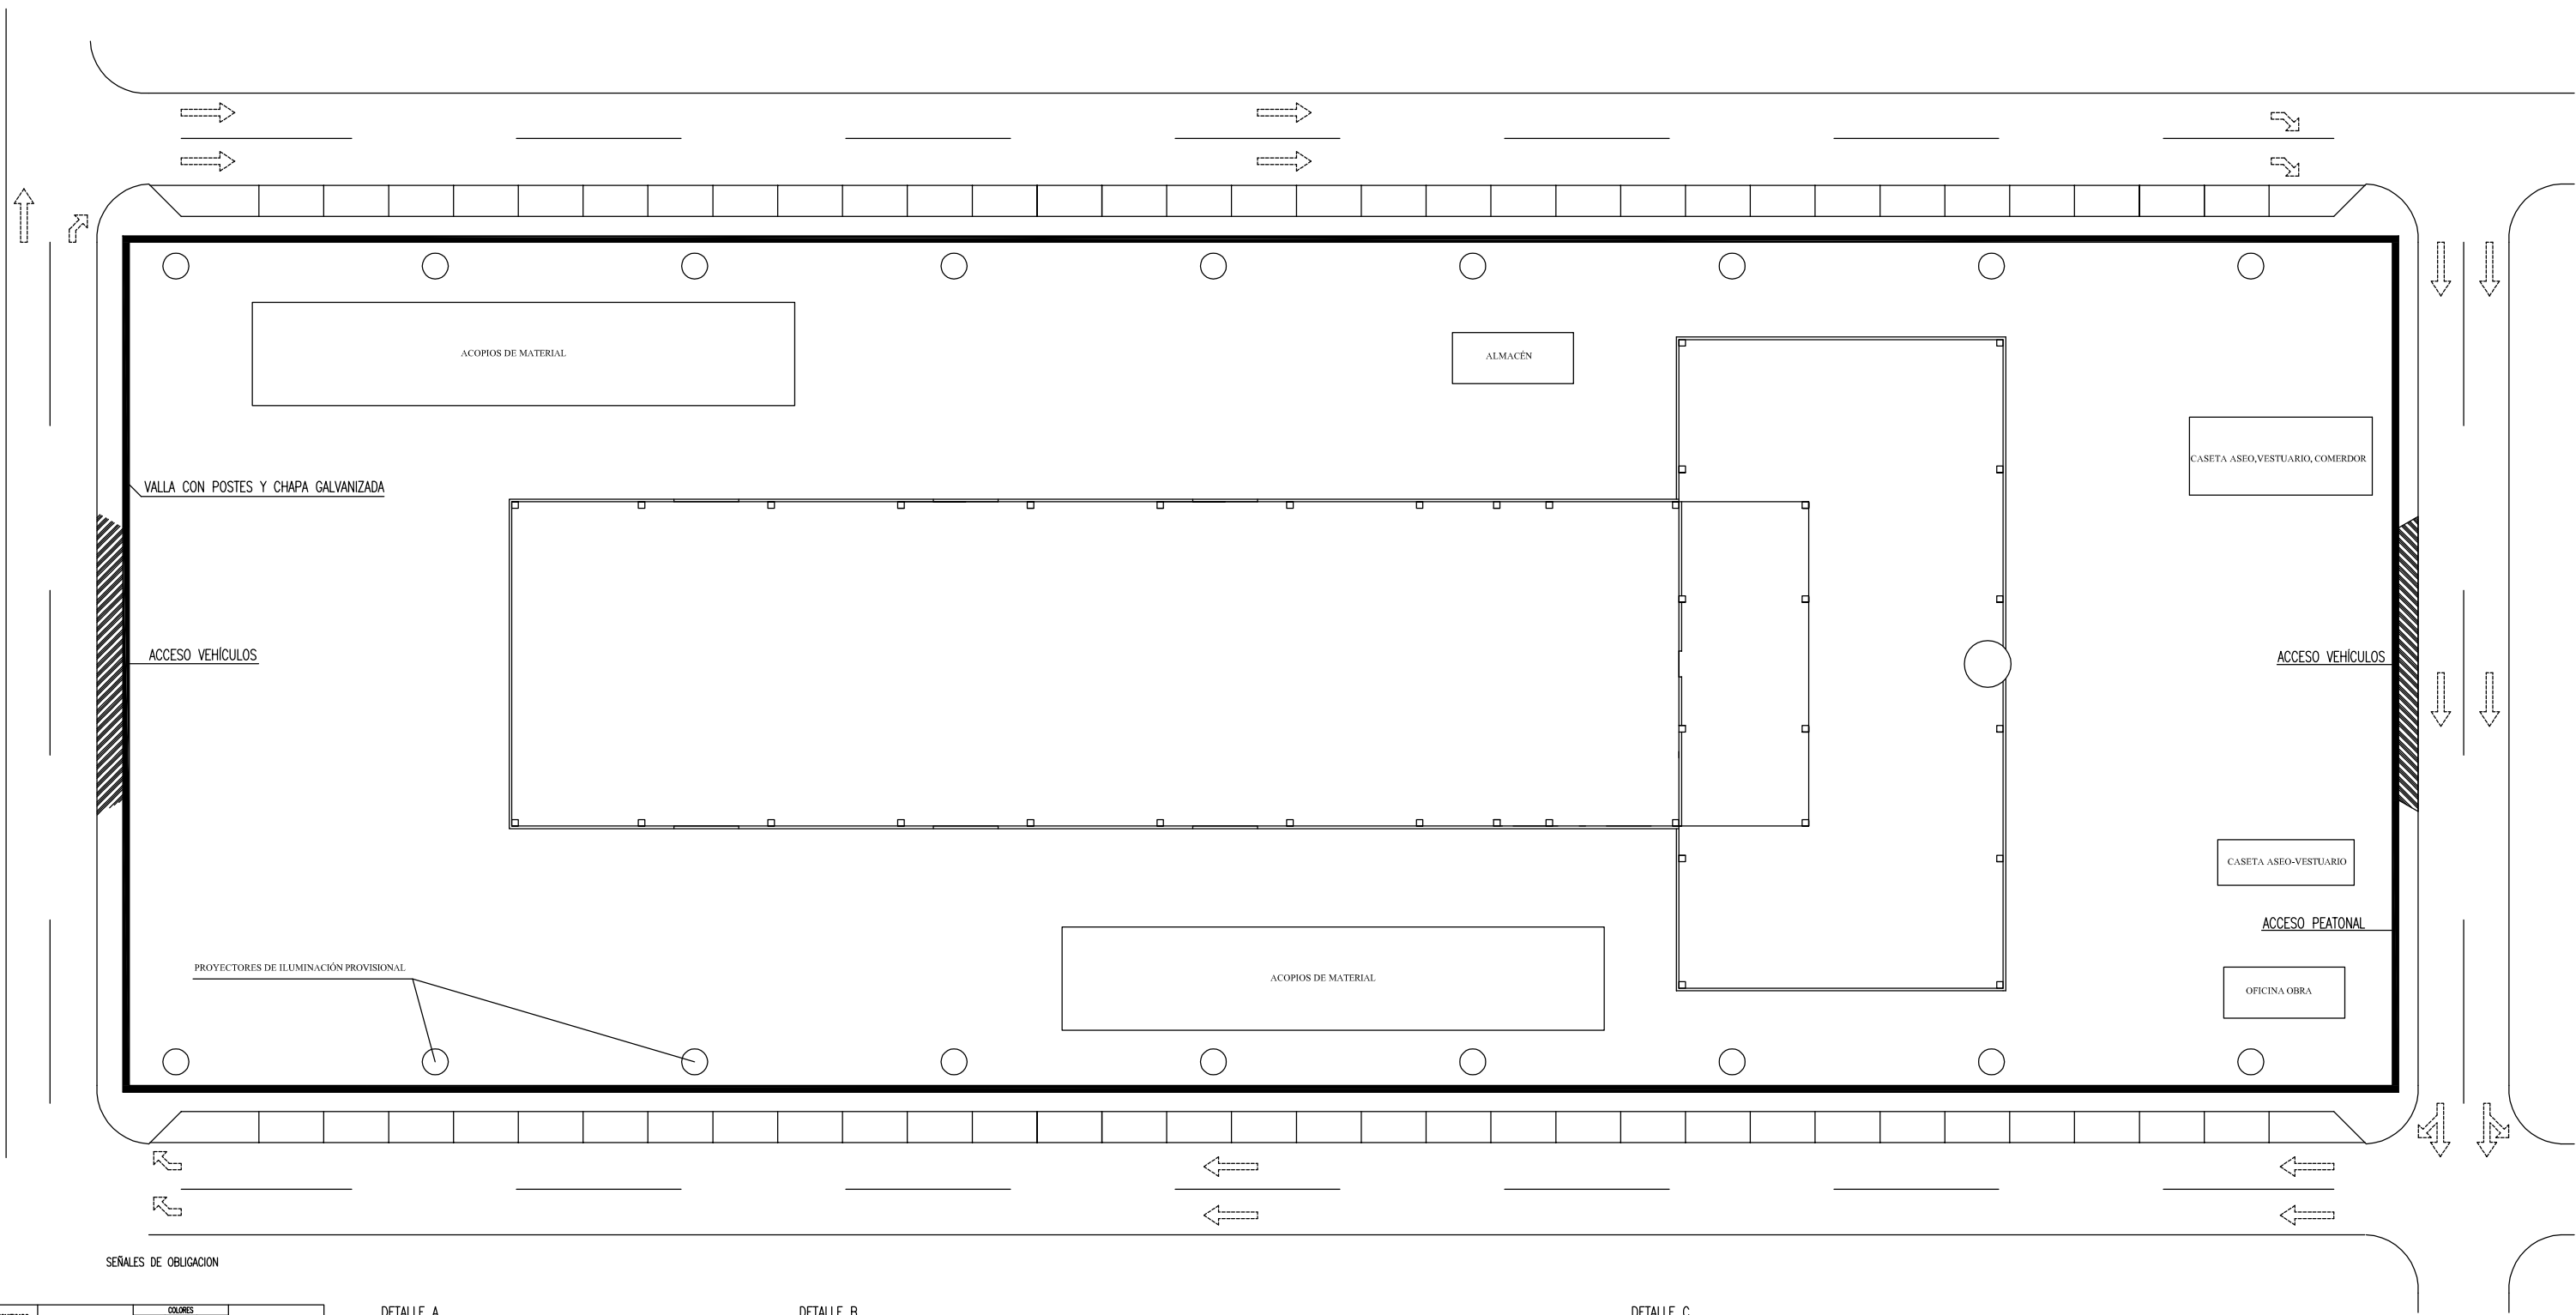 ACOPIOS DE MATERIAL
ALMACÉN
CASETA ASEO,VESTUARIO, COMERDOR
VALLA CON POSTES Y CHAPA GALVANIZADA
ACCESO VEHÍCULOS
ACCESO VEHÍCULOS
CASETA ASEO-VESTUARIO
ACCESO PEATONAL
PROYECTORES DE ILUMINACIÓN PROVISIONAL
ACOPIOS DE MATERIAL
OFICINA OBRA
SEÑALES DE OBLIGACION
COLORES
DETALLE A
DETALLE B
DETALLE C